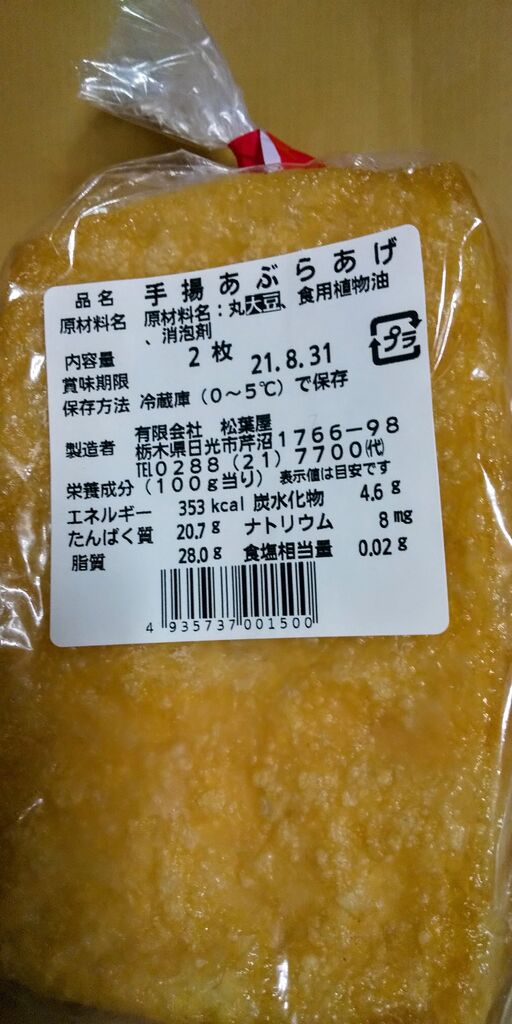 品名 手揚あぶらあげ
原材料名 原材料名：丸大豆、食用植物油
、消泡剤
内容量 2枚
賞味期限 21.8.31
保存方法 冷蔵庫（0～5℃）で保存
製造者 有限会社 松葉屋
栃木県日光市芹沼1766－98
TEL0288（21）7700㈹
栄養成分（100g当り） 表示値は目安です
エネルギー 353 kcal 炭水化物 4.6 g
たんぱく質 20.7 g ナトリウム 8 mg
脂質 28.0 g 食塩相当量 0.02 g
プラ
4 935737 001500